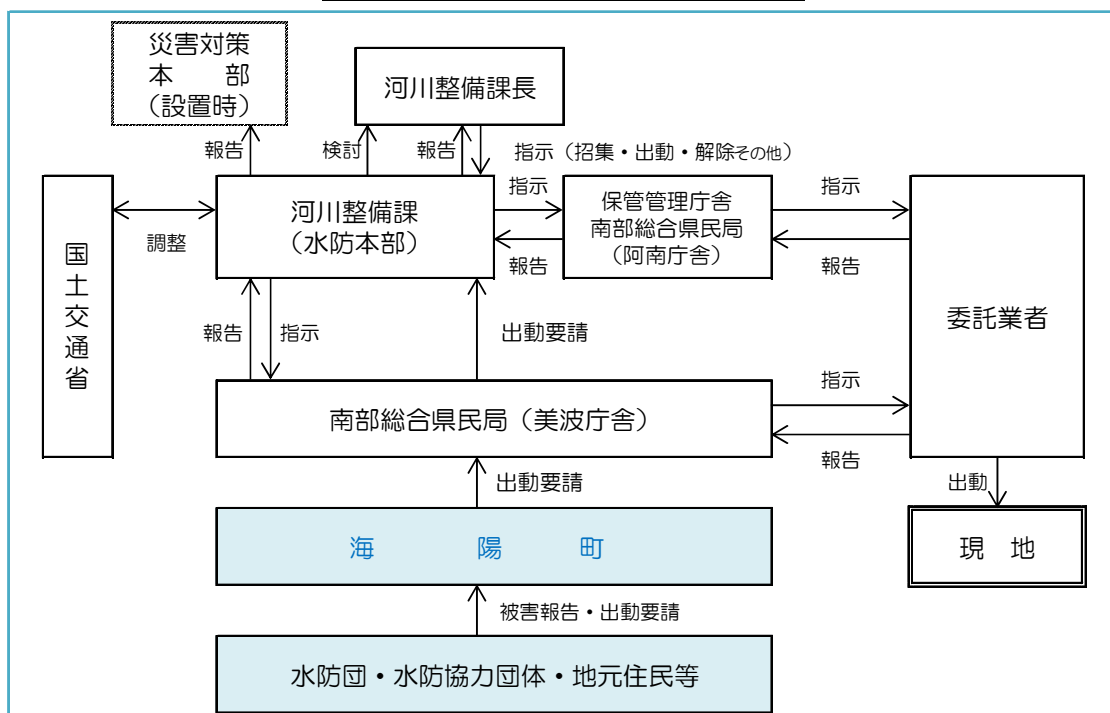 災害対策
本　　部
（設置時）
河川整備課長
報告
検討
報告
指示（招集・出動・解除その他）
国土交通省
調整
河川整備課
（水防本部）
指示
報告
保管管理庁舎
南部総合県民局
（阿南庁舎）
指示
報告
委託業者
報告
指示
出動要請
南部総合県民局（美波庁舎）
指示
報告
出動要請
出動
海　陽　町
現　地
被害報告・出動要請
水防団・水防協力団体・地元住民等